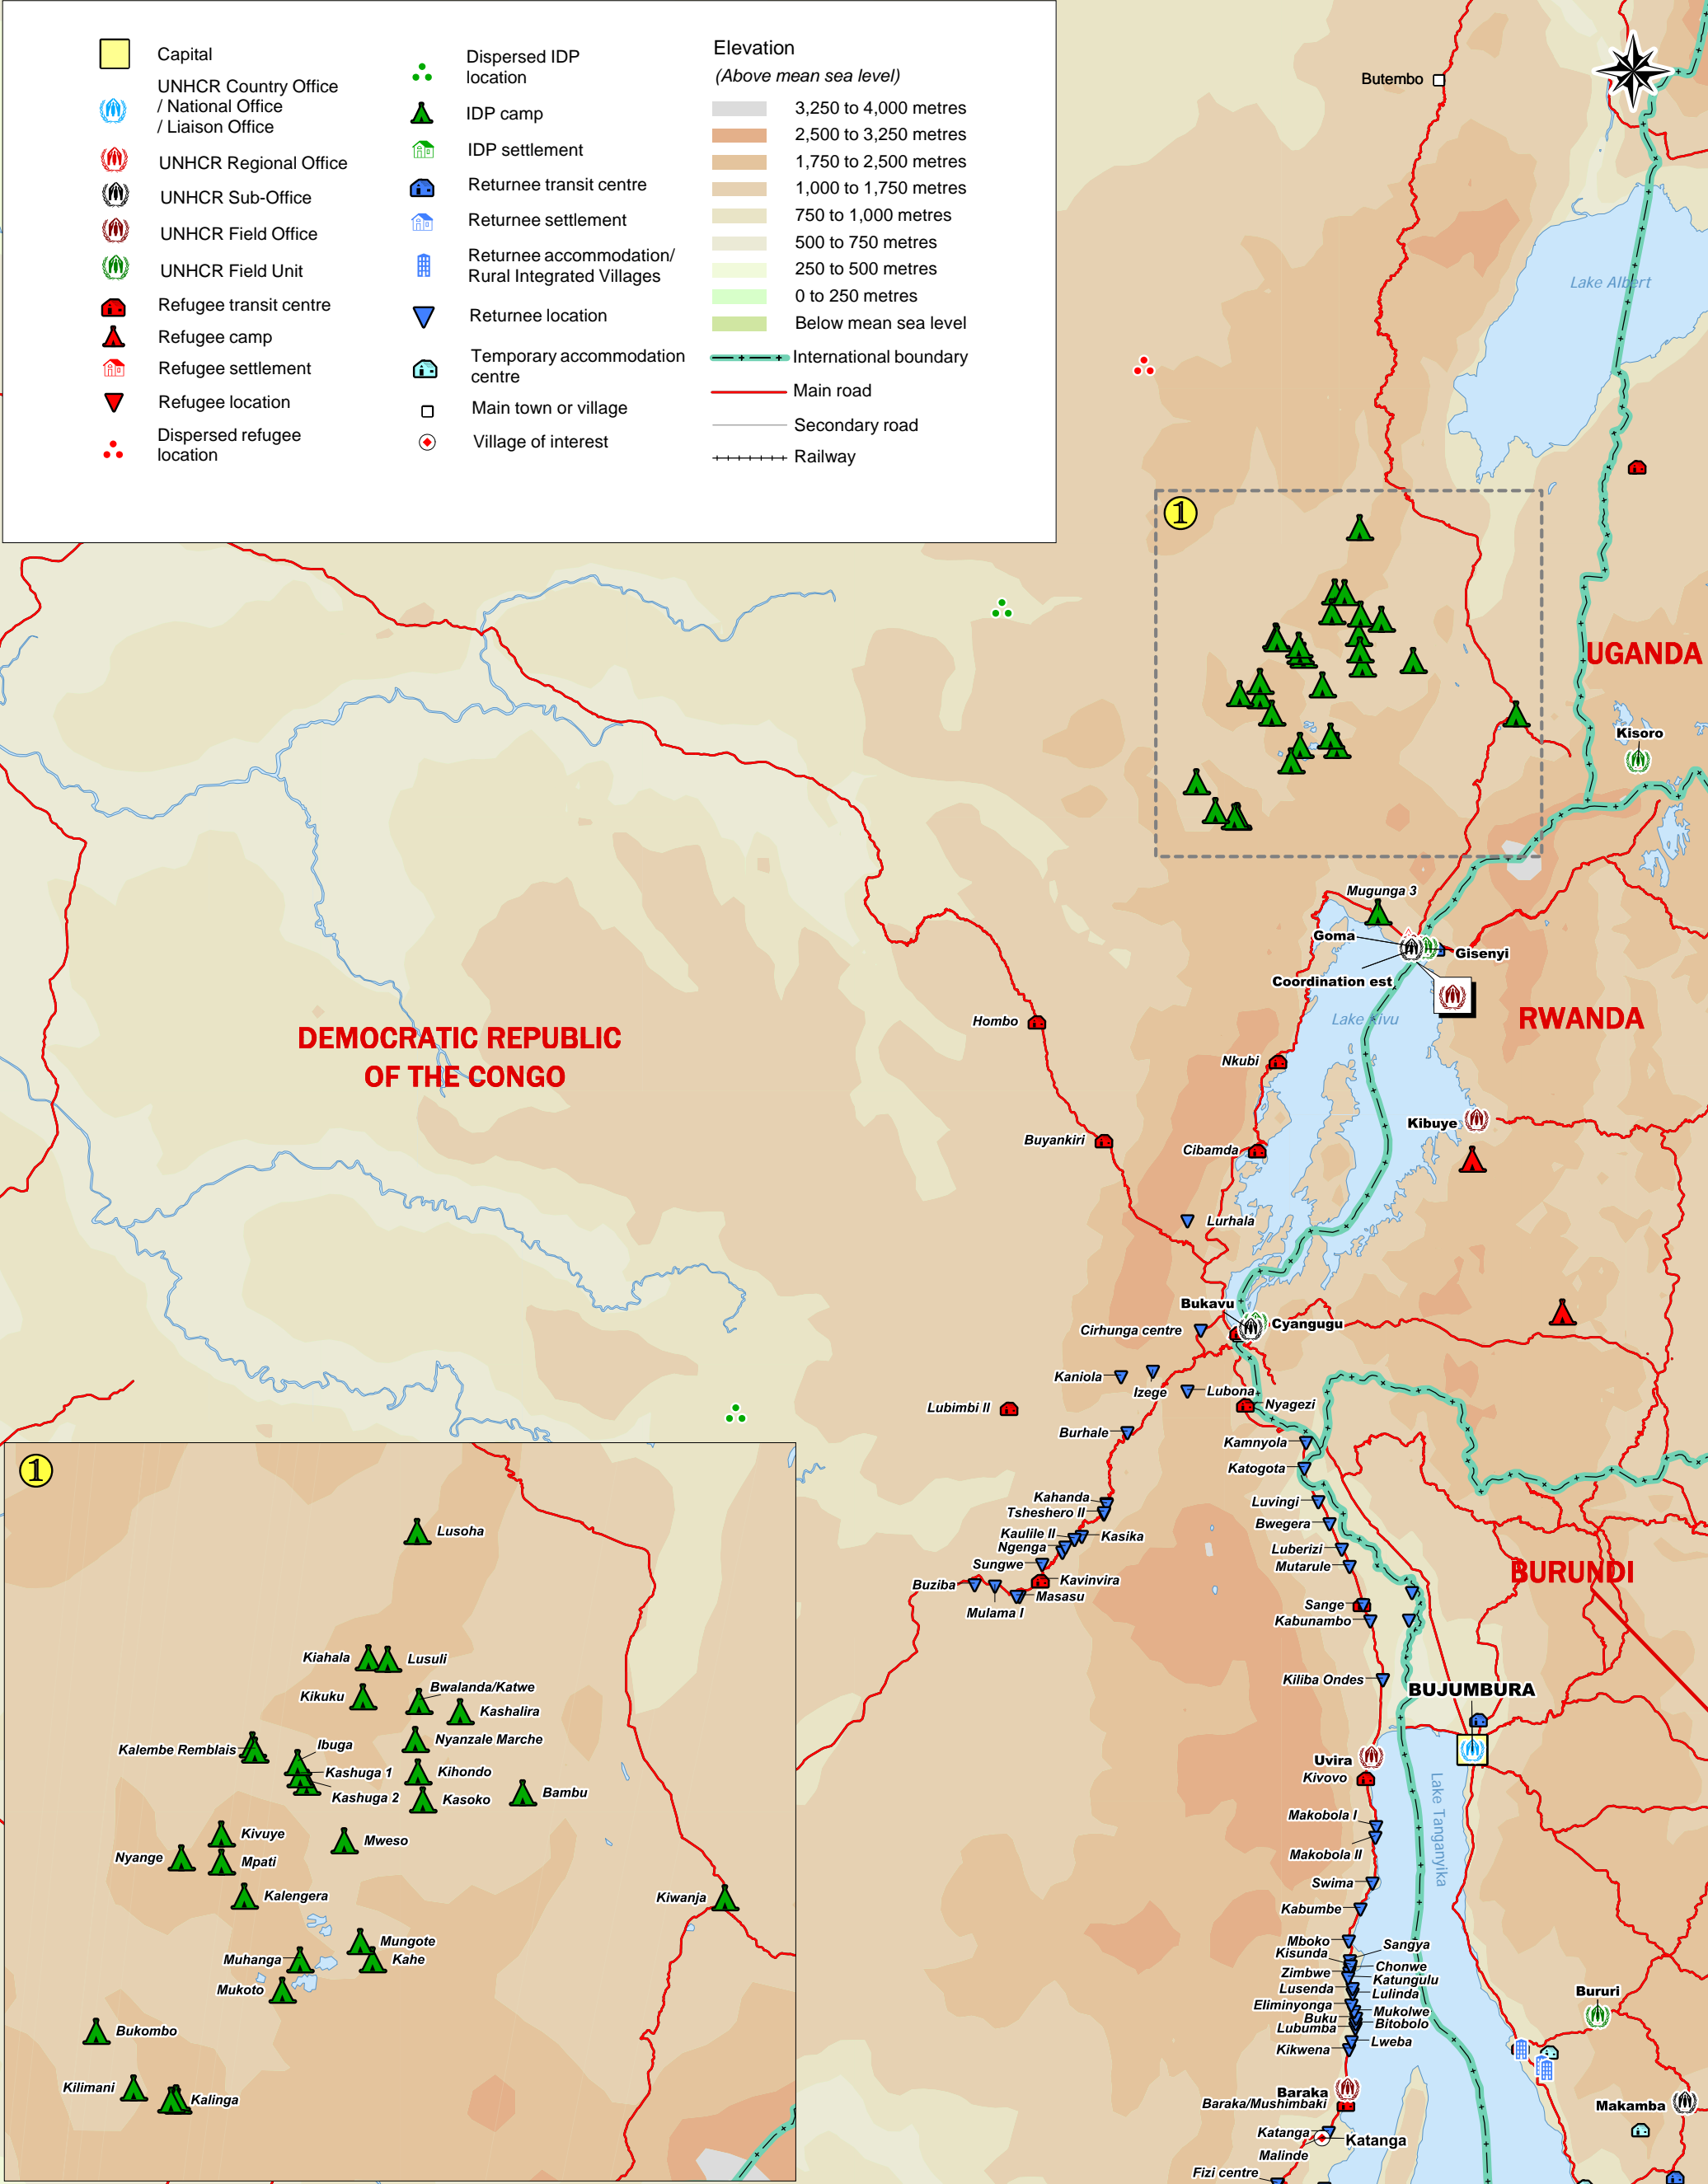 Capital
UNHCR Country Office
/ National Office
/ Liaison Office
UNHCR Regional Office
UNHCR Sub-Office
UNHCR Field Office
UNHCR Field Unit
Refugee transit centre
Refugee camp
Refugee settlement
Refugee location
Dispersed refugee
location
Dispersed IDP
location
IDP camp
IDP settlement
Returnee transit centre
Returnee settlement
Returnee accommodation/
Rural Integrated Villages
Returnee location
Temporary accommodation
centre
Main town or village
Village of interest
Elevation
(Above mean sea level)
3,250 to 4,000 metres
2,500 to 3,250 metres
1,750 to 2,500 metres
1,000 to 1,750 metres
750 to 1,000 metres
500 to 750 metres
250 to 500 metres
0 to 250 metres
Below mean sea level
International boundary
Main road
Secondary road
Railway
Butembo
Lake Albert
1
UGANDA
Kisoro
Mugunga 3
Goma
Gisenyi
Coordination est
Lake Kivu
RWANDA
DEMOCRATIC REPUBLIC
OF THE CONGO
Hombo
Nkubi
Kibuye
Buyankiri
Cibamda
Lurhala
Bukavu
Cyangugu
Cirhunga centre
Kaniola
Izege
Lubona
Nyagezi
Lubimbi II
Burhale
Kamnyola
Katogota
Kahanda
Tsheshero II
Luvingi
Bwegera
Kaulile II
Kasika
Ngenga
Luberizi
Sungwe
Mutarule
BURUNDI
Buziba
Kavinvira
Masasu
Mulama I
Sange
Kabunambo
Kiliba Ondes
BUJUMBURA
Uvira
Kivovo
Lake Tanganyika
Makobola I
Makobola II
Swima
Kabumbe
Mboko
Sangya
Kisunda
Chonwe
Zimbwe
Katungulu
Lusenda
Lulinda
Eliminyonga
Mukolwe
Buku
Bitobolo
Lubumba
Lweba
Kikwena
Bururi
Baraka
Baraka/Mushimbaki
Makamba
Katanga
Katanga
Malinde
Fizi centre
1
Lusoha
Kiahala
Lusuli
Kikuku
Bwalanda/Katwe
Kashalira
Nyanzale Marche
Kalembe Remblais
Ibuga
Kashuga 1
Kihondo
Kashuga 2
Kasoko
Bambu
Kivuye
Mweso
Nyange
Mpati
Kalengera
Kiwanja
Mungote
Muhanga
Kahe
Mukoto
Bukombo
Kilimani
Kalinga